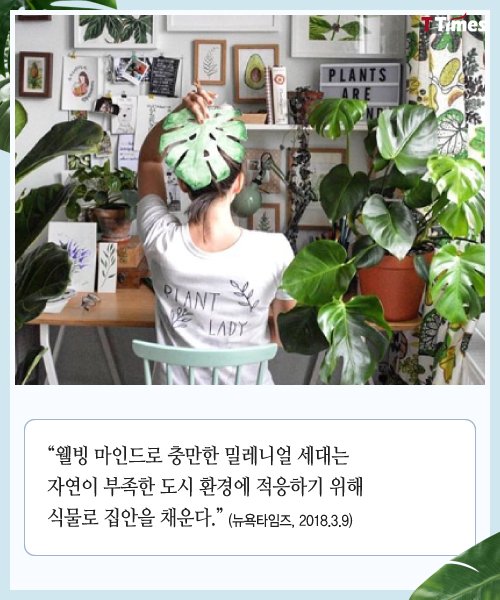 TTimes
PLANTS
ARE
PLANT
LADY
“웰빙 마인드로 충만한 밀레니얼 세대는
자연이 부족한 도시 환경에 적응하기 위해
식물로 집안을 채운다.” (뉴욕타임즈, 2018.3.9)